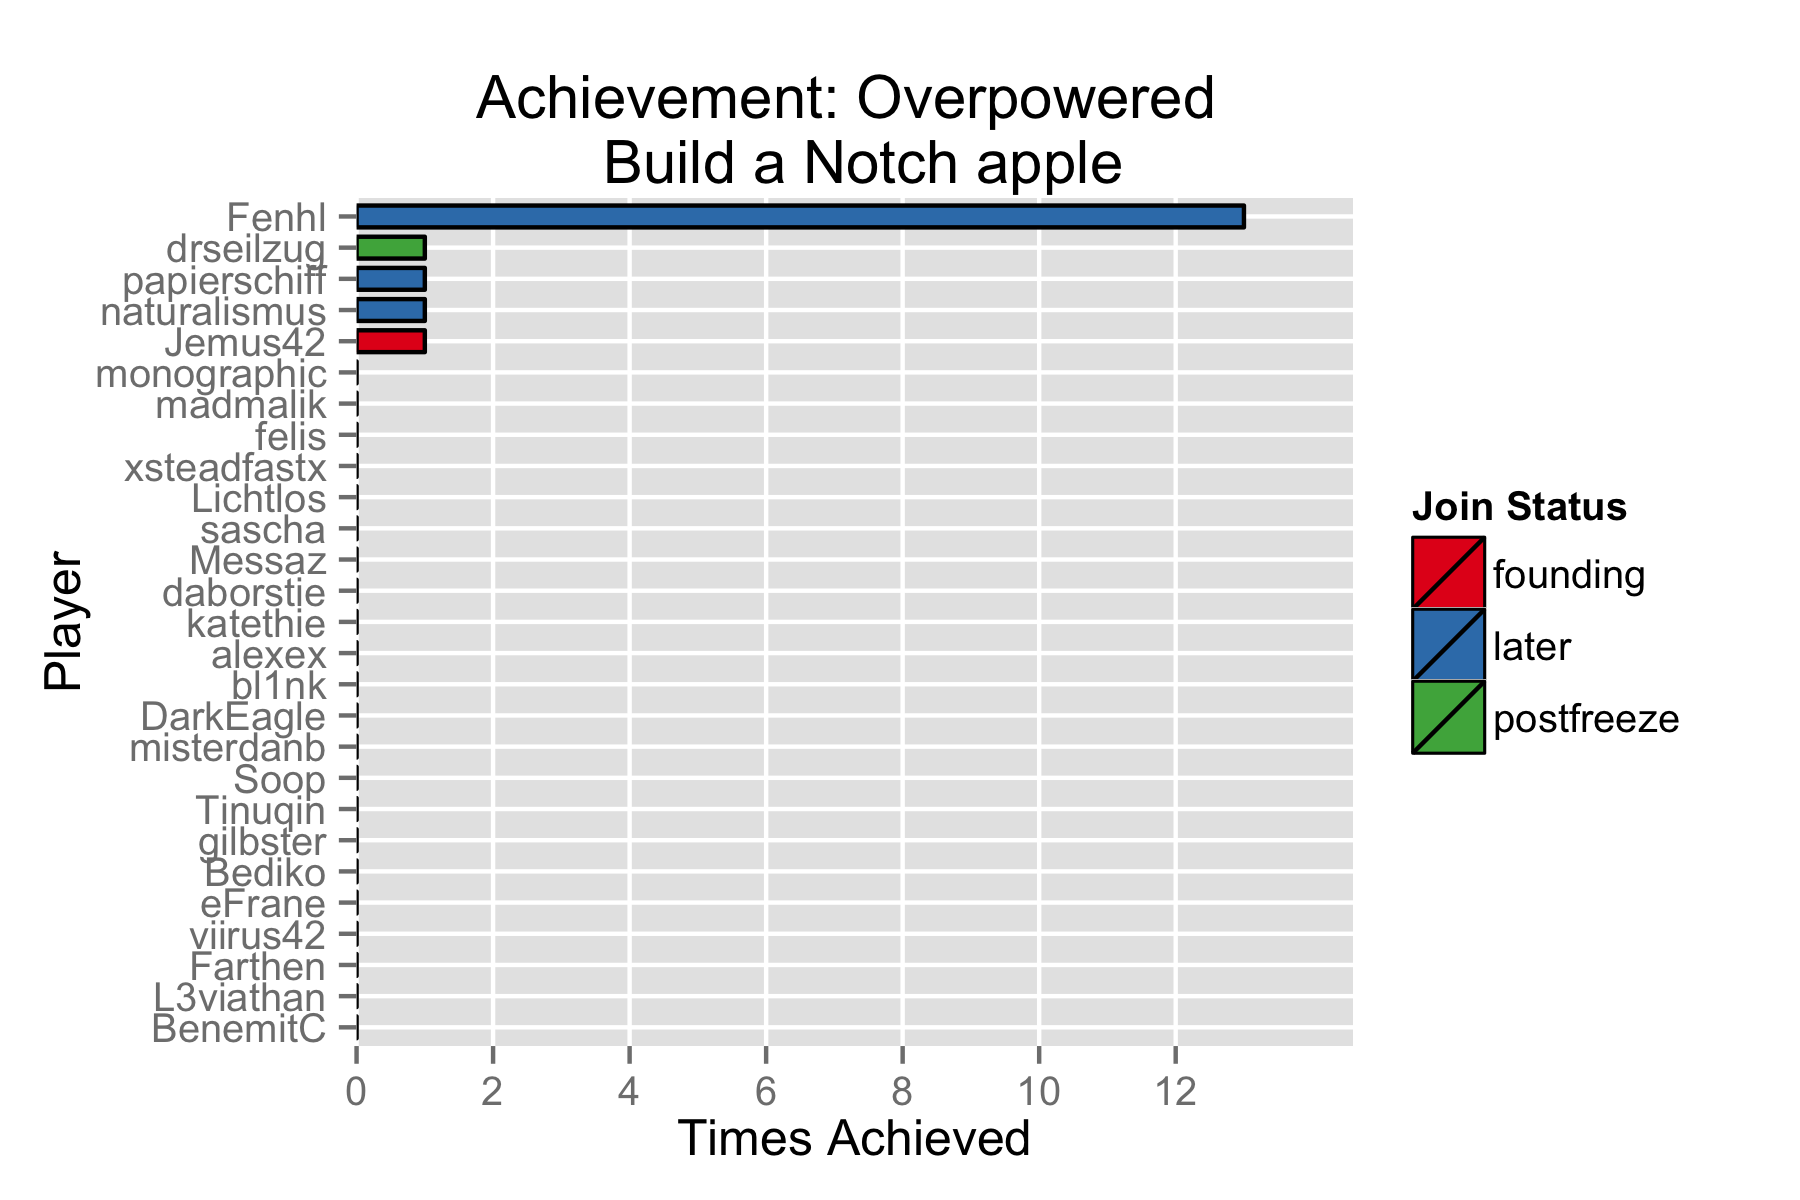 Achievement: Overpowered
Build a Notch apple
Player
Fenhl
drseilzug
papierschiff
naturalismus
Jemus42
monographic
madmalik
felis
xsteadfastx
Lichtlos
sascha
Messaz
daborstie
katethie
alexex
bl1nk
DarkEagle
misterdanb
Soop
Tinuqin
gilbster
Bediko
eFrane
viirus42
Farthen
L3viathan
BenemitC
0 2 4 6 8 10 12
Times Achieved
Join Status
founding
later
postfreeze